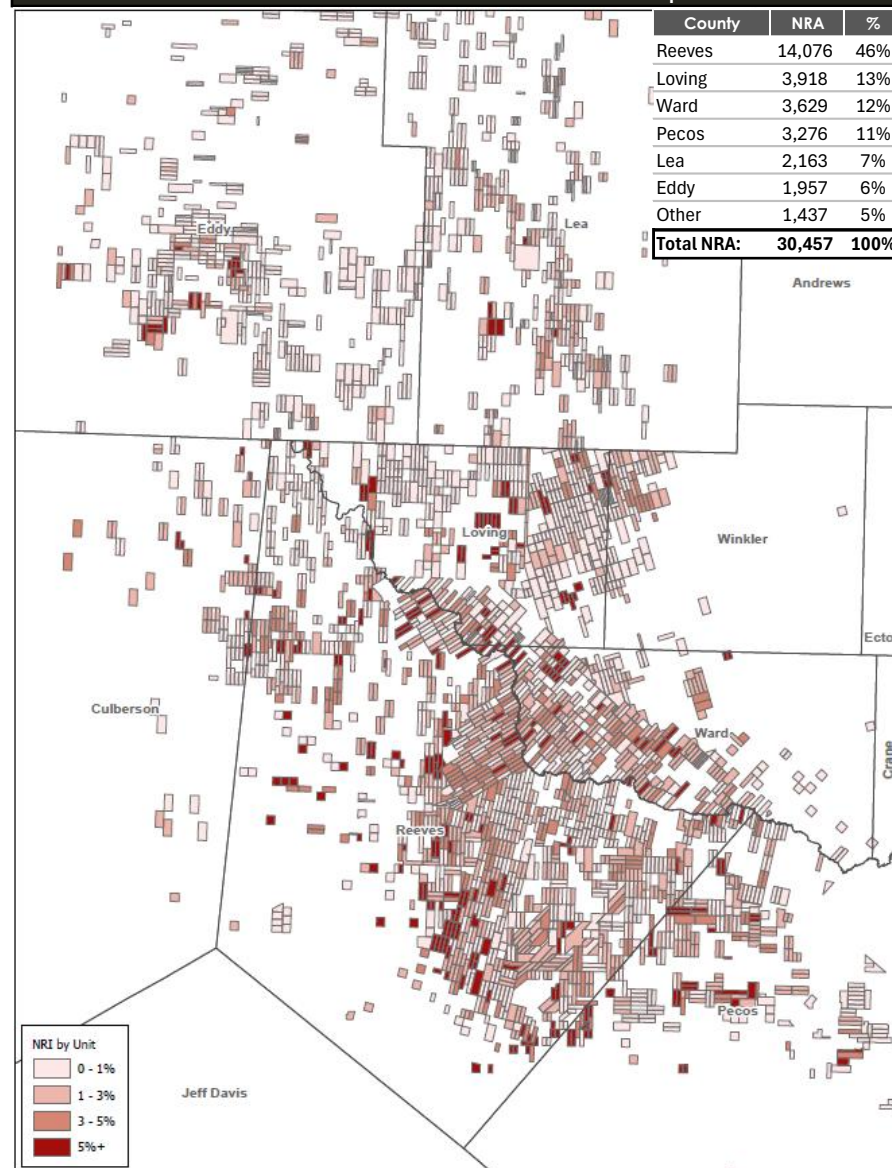 County NRA %
Reeves 14,076 46%
Loving 3,918 13%
Ward 3,629 12%
Pecos 3,276 11%
Lea 2,163 7%
Eddy 1,957 6%
Other 1,437 5%
Total NRA: 30,457 100%
Eddy
Lea
Andrews
Loving
Winkler
Ecto
Culberson
Ward
Crane
Reeves
Pecos
Jeff Davis
NRI by Unit
0 - 1%
1 - 3%
3 - 5%
5%+